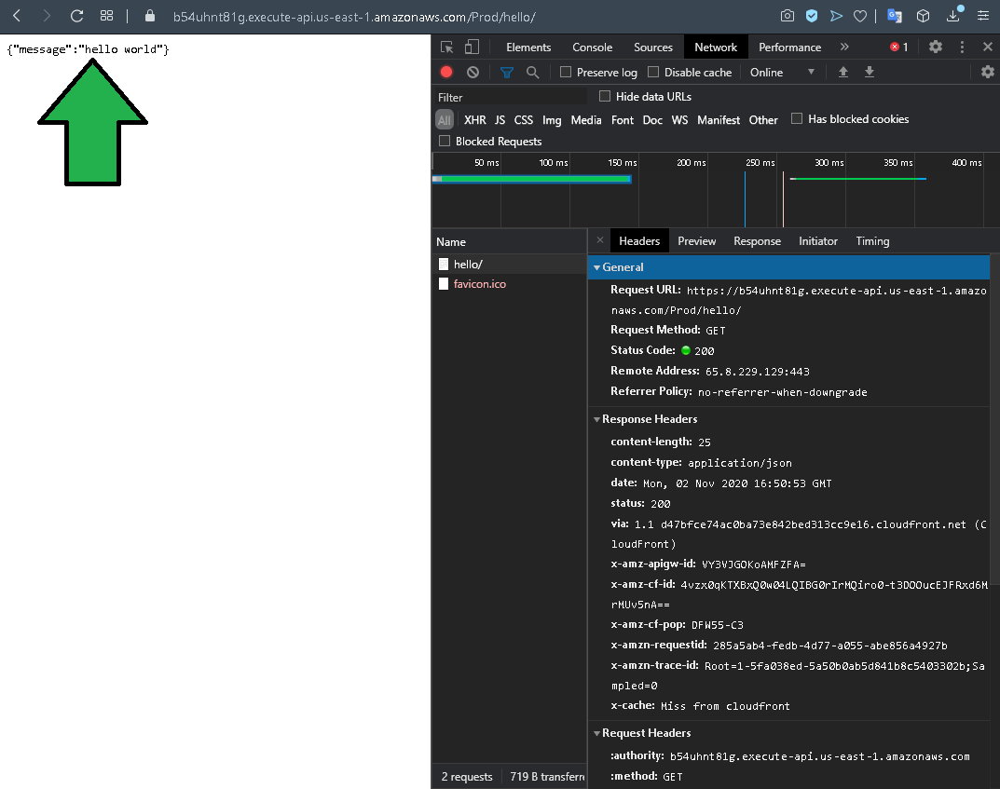 b54uhnt81g.execute-api.us-east-1.amazonaws.com/Prod/hello/
{"message":"hello world"}
Elements Console Sources Network Performance » 1
Preserve log Disable cache Online
Filter Hide data URLs
All XHR JS CSS Img Media Font Doc WS Manifest Other Has blocked cookies
Blocked Requests
50 ms 100 ms 150 ms 200 ms 250 ms 300 ms 350 ms 400 ms
Name
hello/
favicon.ico
2 requests 719 B transferre
× Headers Preview Response Initiator Timing
General
Request URL: https://b54uhnt81g.execute-api.us-east-1.amazo
naws.com/Prod/hello/
Request Method: GET
Status Code: 200
Remote Address: 65.8.229.129:443
Referrer Policy: no-referrer-when-downgrade
Response Headers
content-length: 25
content-type: application/json
date: Mon, 02 Nov 2020 16:50:53 GMT
status: 200
via: 1.1 d47bfce74ac0ba73e842bed313cc9e16.cloudfront.net (C
loudFront)
x-amz-apigw-id: VY3VJGOKoAMFZFA=
x-amz-cf-id: 4vzx0qKTXBxQ0w04LQIBG0rIrMQiro0-t3DOOucEJFRxd6M
rMUv5nA==
x-amz-cf-pop: DFW55-C3
x-amzn-requestid: 285a5ab4-fedb-4d77-a055-abe856a4927b
x-amzn-trace-id: Root=1-5fa038ed-5a50b0ab5d841b8c5403302b;Sa
mpled=0
x-cache: Miss from cloudfront
Request Headers
:authority: b54uhnt81g.execute-api.us-east-1.amazonaws.com
:method: GET